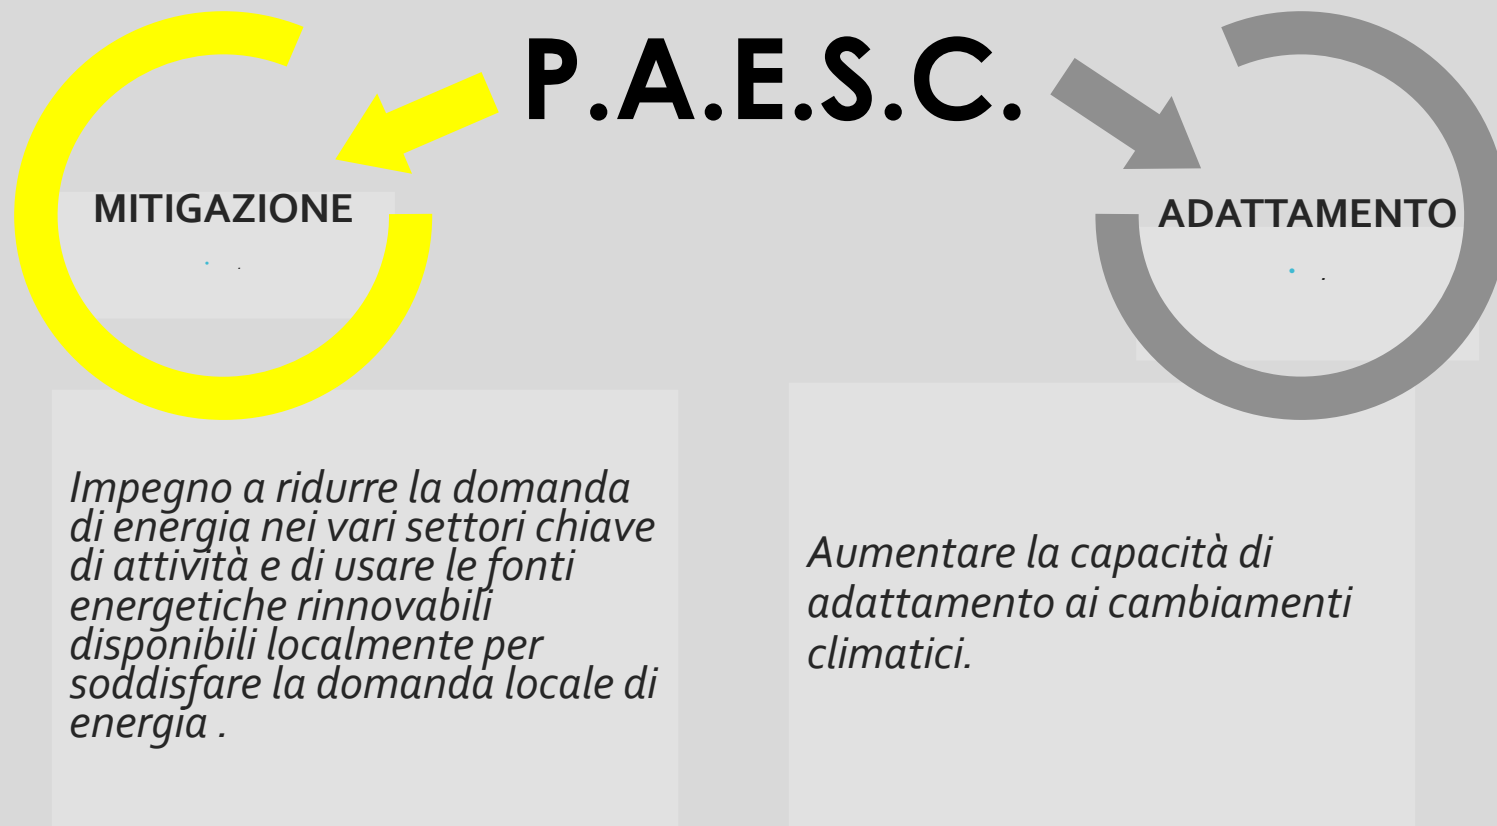 P.A.E.S.C.
MITIGAZIONE
• .
ADATTAMENTO
• .
Impegno a ridurre la domanda
di energia nei vari settori chiave
di attività e di usare le fonti
energetiche rinnovabili
disponibili localmente per
soddisfare la domanda locale di
energia .
Aumentare la capacità di
adattamento ai cambiamenti
climatici.